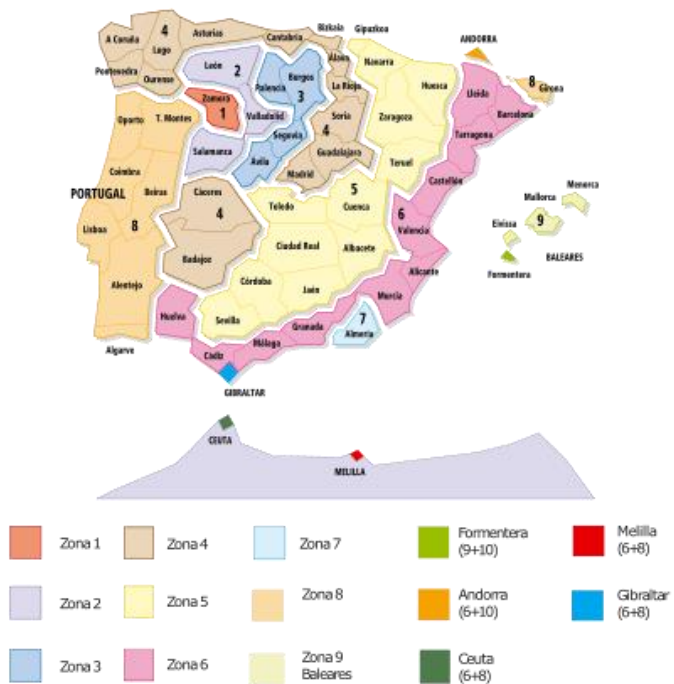 Bizkaia
Gipuzkoa
Asturias
4
A Coruña
Lugo
Cantabria
ANDORRA
León
2
Alava
Navarra
Pontevedra
Ourense
Burgos
Palencia
3
La Rioja
Huesca
Lleida
8
Girona
Zamora
1
Valladolid
Soria
Zaragoza
Barcelona
Oporto
T. Montes
Segovia
4
Tarragona
Salamanca
Guadalajara
Avila
Teruel
Madrid
Castellón
Coimbra
Beiras
PORTUGAL
Cáceres
5
Toledo
Cuenca
Menorca
Mallorca
4
6
Valencia
9
Eivissa
Lisboa
8
Ciudad Real
Albacete
BALEARES
Badajoz
Formentera
Alicante
Alentejo
Córdoba
Jaén
Murcia
Huelva
Sevilla
Granada
7
Almería
Málaga
Algarve
Cádiz
GIBRALTAR
CEUTA
MELILLA
Zona 1
Zona 4
Zona 7
Formentera
(9+10)
Melilla
(6+8)
Zona 2
Zona 5
Zona 8
Andorra
(6+10)
Gibraltar
(6+8)
Zona 3
Zona 6
Zona 9
Baleares
Ceuta
(6+8)